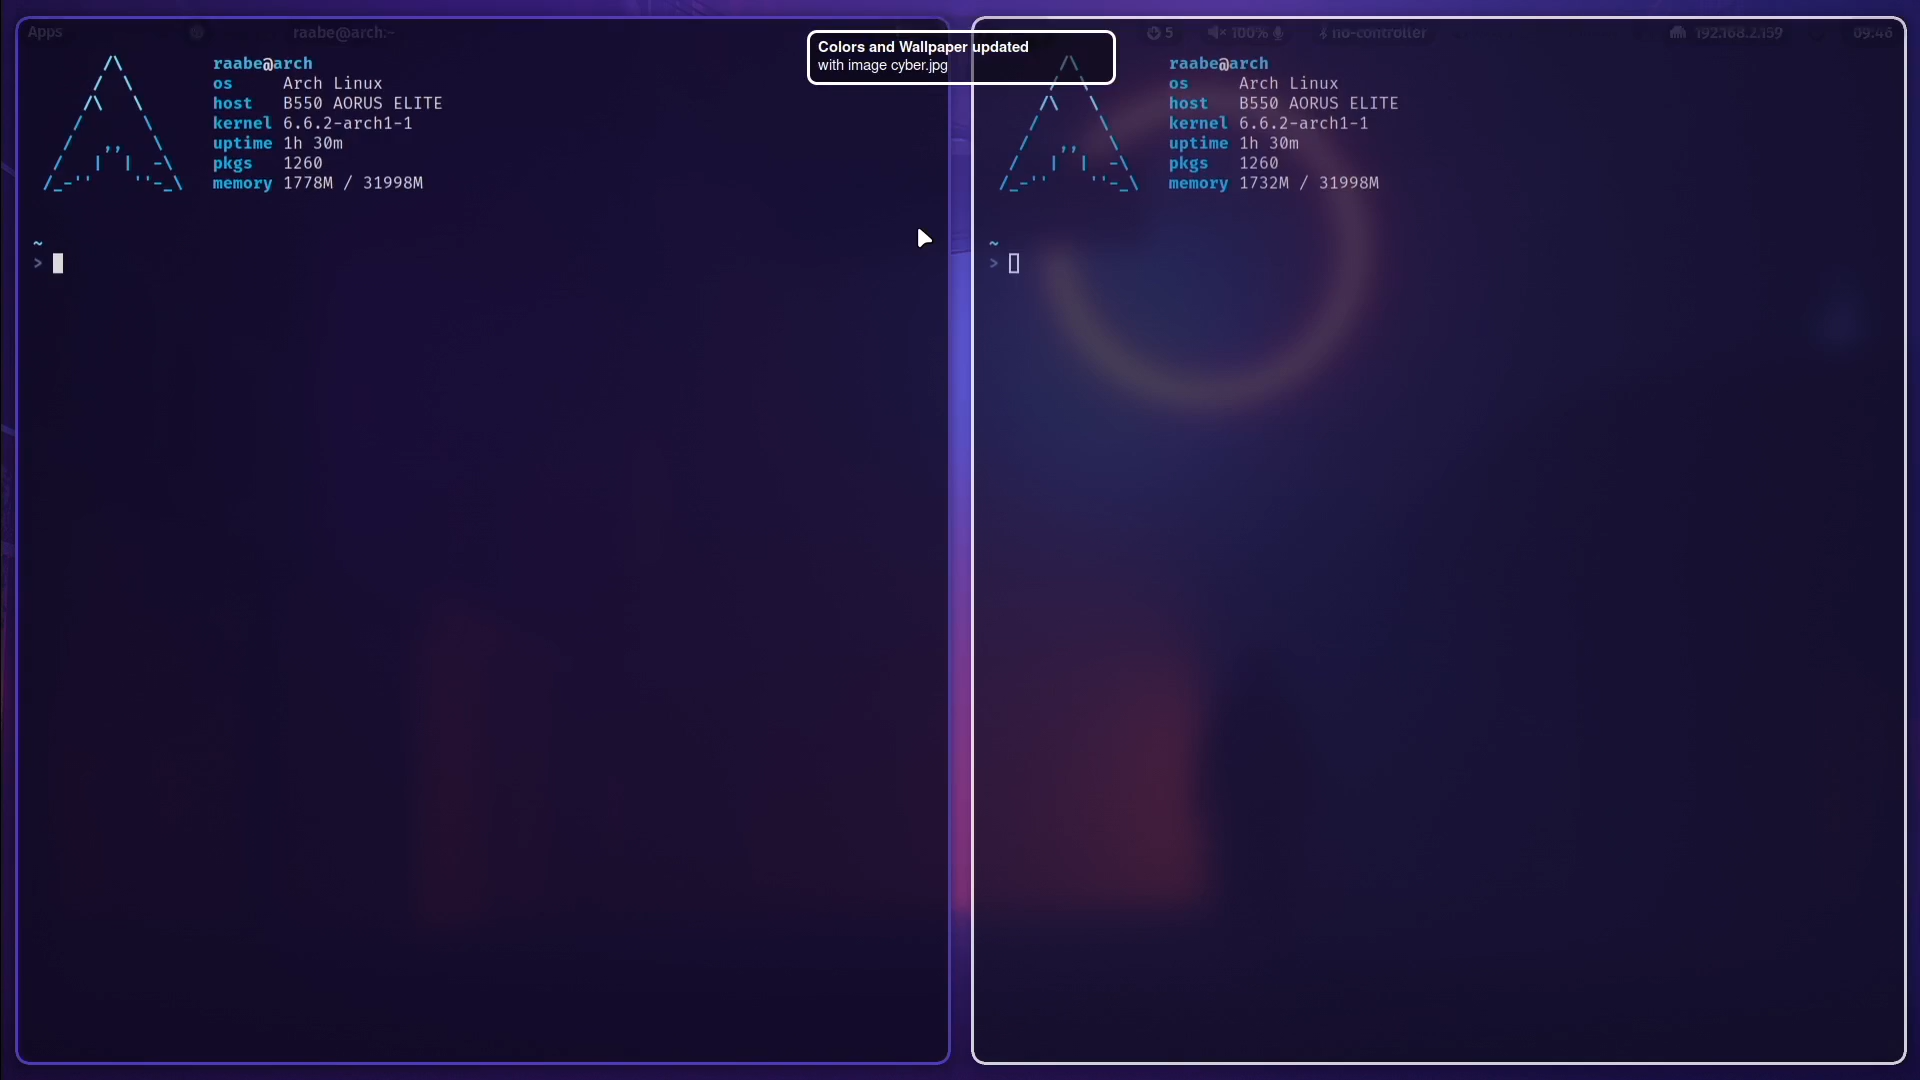 Apps
raabe@arch:~
5
100%
no-controller
192.168.2.159
09:46
Colors and Wallpaper updated
with image cyber.jpg
raabe@arch
os Arch Linux
host B550 AORUS ELITE
kernel 6.6.2-arch1-1
uptime 1h 30m
pkgs 1260
memory 1778M / 31998M
~
>
raabe@arch
os Arch Linux
host B550 AORUS ELITE
kernel 6.6.2-arch1-1
uptime 1h 30m
pkgs 1260
memory 1732M / 31998M
~
>